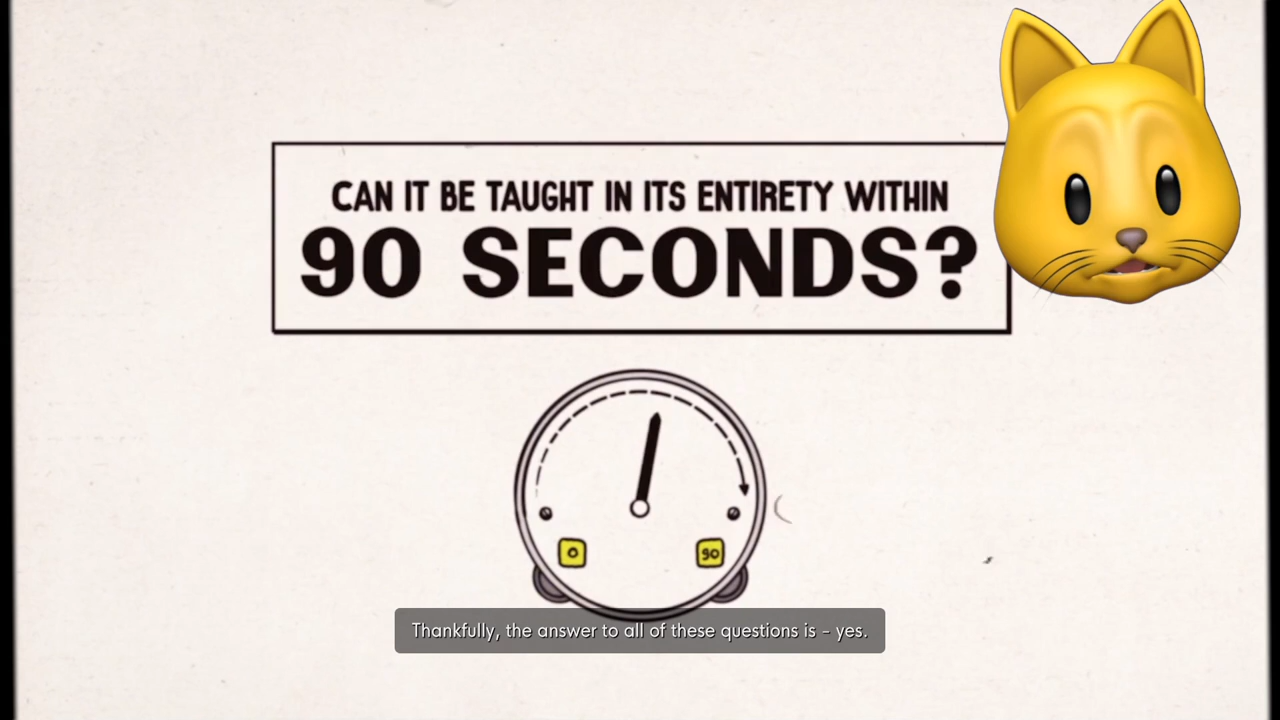 CAN IT BE TAUGHT IN ITS ENTIRETY WITHIN
90 SECONDS?
0
90
Thankfully, the answer to all of these questions is - yes.